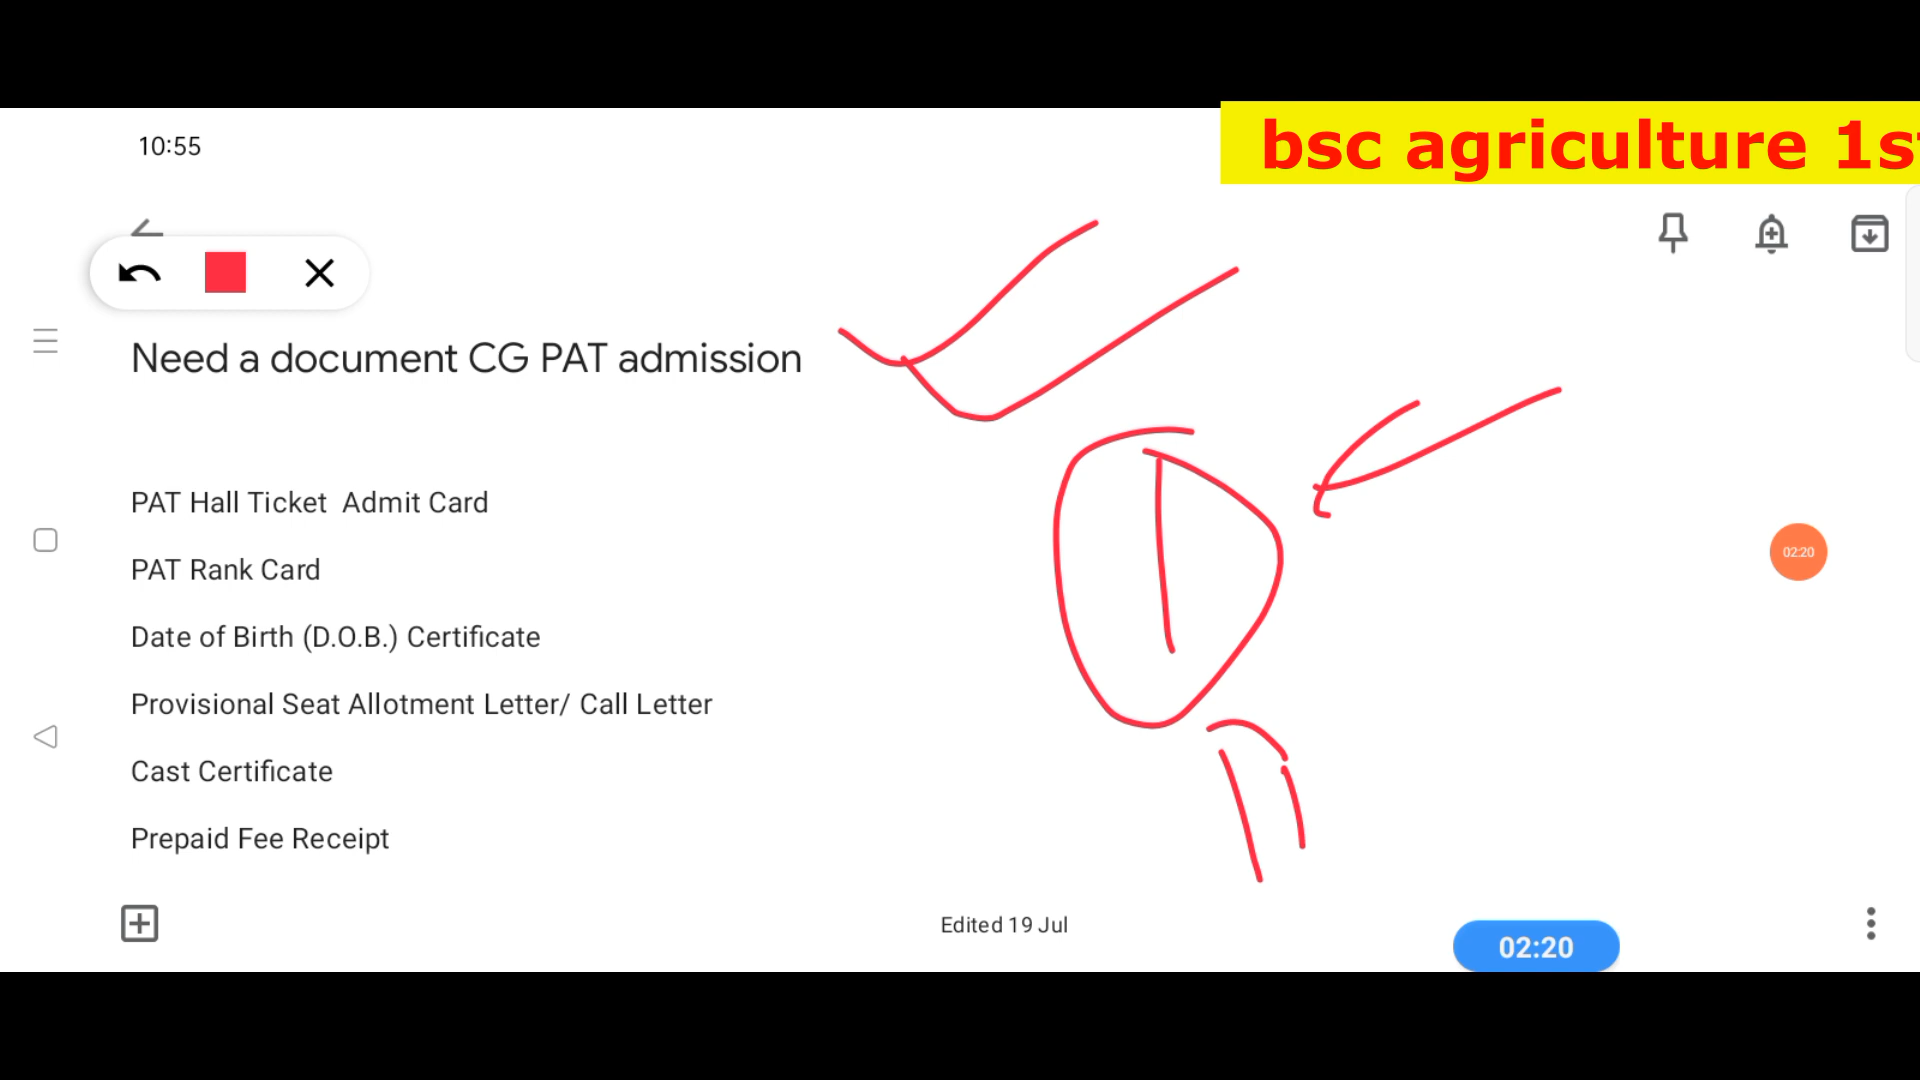 10:55
bsc agriculture 1st
Need a document CG PAT admission
PAT Hall Ticket  Admit Card
PAT Rank Card
Date of Birth (D.O.B.) Certificate
02:20
Provisional Seat Allotment Letter/ Call Letter
Cast Certificate
Prepaid Fee Receipt
Edited 19 Jul
02:20